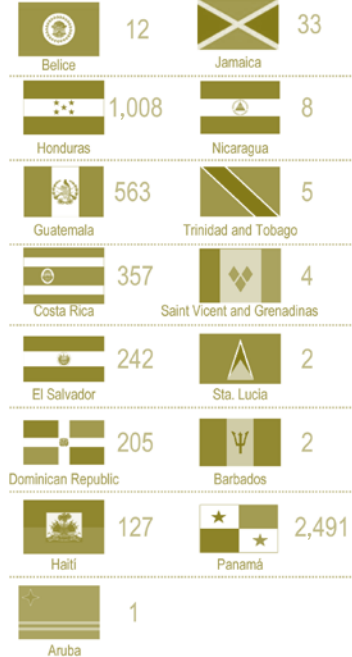 12
33
Belice
Jamaica
1,008
8
Honduras
Nicaragua
563
5
Guatemala
Trinidad and Tobago
357
4
Costa Rica
Saint Vicent and Grenadinas
242
2
El Salvador
Sta. Lucia
205
2
Dominican Republic
Barbados
127
2,491
Haití
Panamá
1
Aruba